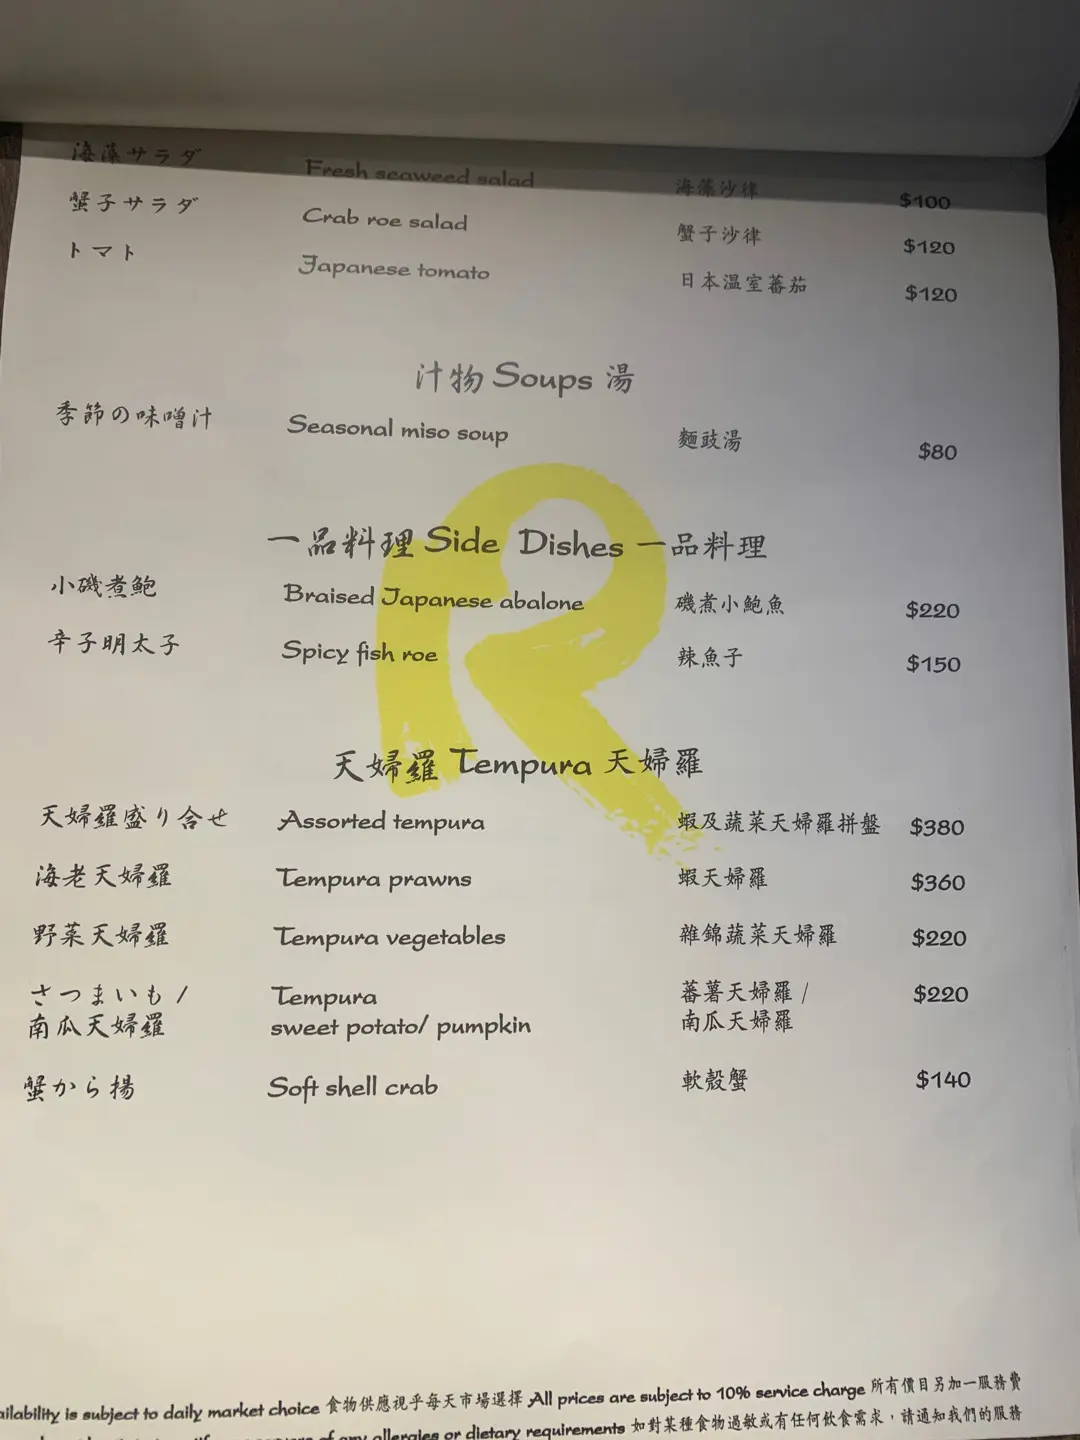 海藻サラダ Fresh seaweed salad 海藻沙律 $100
蟹子サラダ Crab roe salad 蟹子沙律 $120
トマト Japanese tomato 日本温室蕃茄 $120
汁物 Soups 湯
季節の味噌汁 Seasonal miso soup 麵豉湯 $80
一品料理 Side Dishes 一品料理
小磯煮鮑 Braised Japanese abalone 磯煮小鮑魚 $220
辛子明太子 Spicy fish roe 辣魚子 $150
天婦羅 Tempura 天婦羅
天婦羅盛り合せ Assorted tempura 蝦及蔬菜天婦羅拼盤 $380
海老天婦羅 Tempura prawns 蝦天婦羅 $360
野菜天婦羅 Tempura vegetables 雜錦蔬菜天婦羅 $220
さつまいも / Tempura 蕃薯天婦羅 / $220
南瓜天婦羅 sweet potato/ pumpkin 南瓜天婦羅
蟹から揚 Soft shell crab 軟殼蟹 $140
ailability is subject to daily market choice 食物供應視乎每天市場選擇 All prices are subject to 10% service charge 所有價目另加一服務費
of any allergies or dietary requirements 如對某種食物過敏或有任何飲食需求，請通知我們的服務